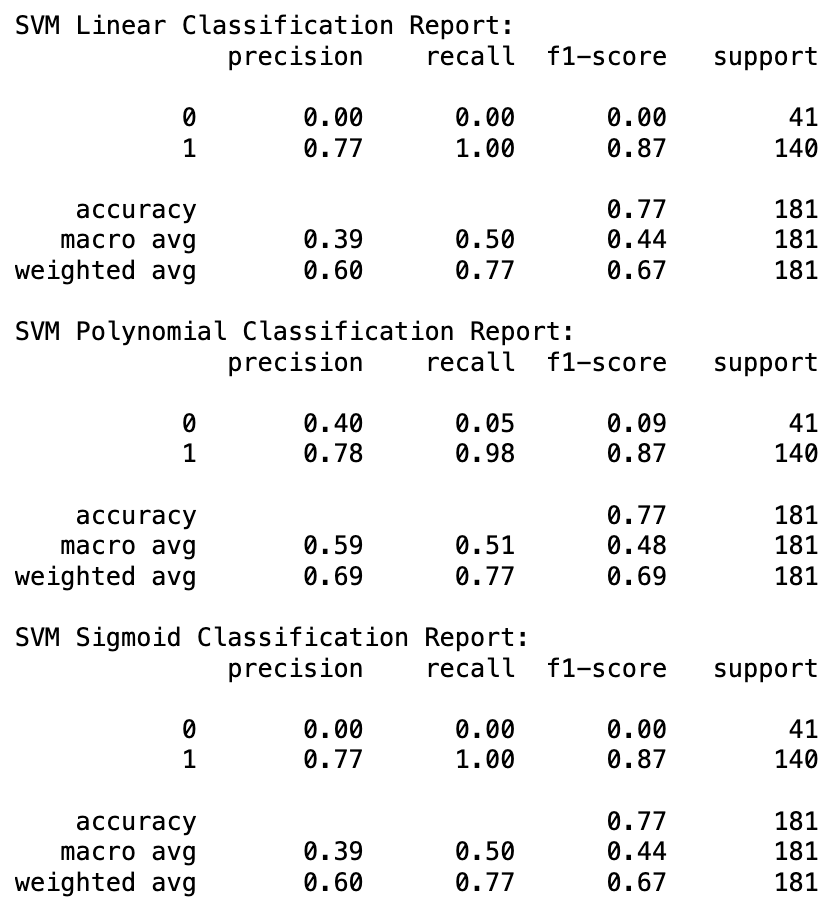 SVM Linear Classification Report:
precision recall f1-score support
0 0.00 0.00 0.00 41
1 0.77 1.00 0.87 140
accuracy 0.77 181
macro avg 0.39 0.50 0.44 181
weighted avg 0.60 0.77 0.67 181
SVM Polynomial Classification Report:
precision recall f1-score support
0 0.40 0.05 0.09 41
1 0.78 0.98 0.87 140
accuracy 0.77 181
macro avg 0.59 0.51 0.48 181
weighted avg 0.69 0.77 0.69 181
SVM Sigmoid Classification Report:
precision recall f1-score support
0 0.00 0.00 0.00 41
1 0.77 1.00 0.87 140
accuracy 0.77 181
macro avg 0.39 0.50 0.44 181
weighted avg 0.60 0.77 0.67 181